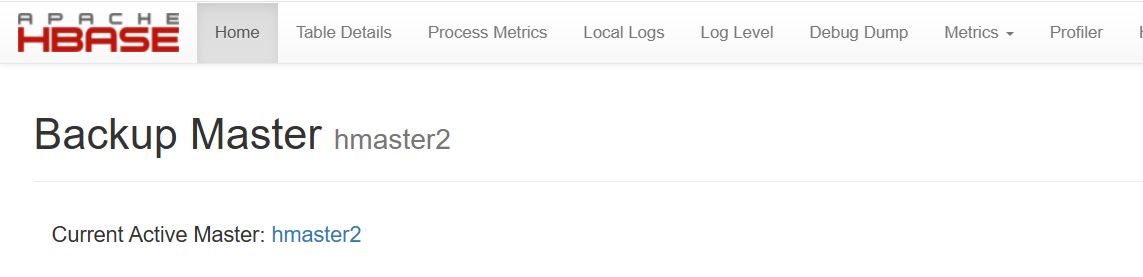 APACHE
HBASE Home Table Details Process Metrics Local Logs Log Level Debug Dump Metrics Profiler
Backup Master hmaster2
Current Active Master: hmaster2